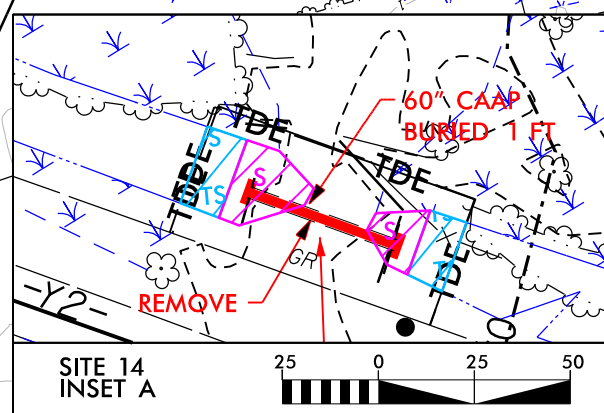 60" CAAP
BURIED 1 FT
TDE
TDE
TDE
TDE
S
TS
S
S
GR
REMOVE
-Y2-
SITE 14
INSET A
25 0 25 50